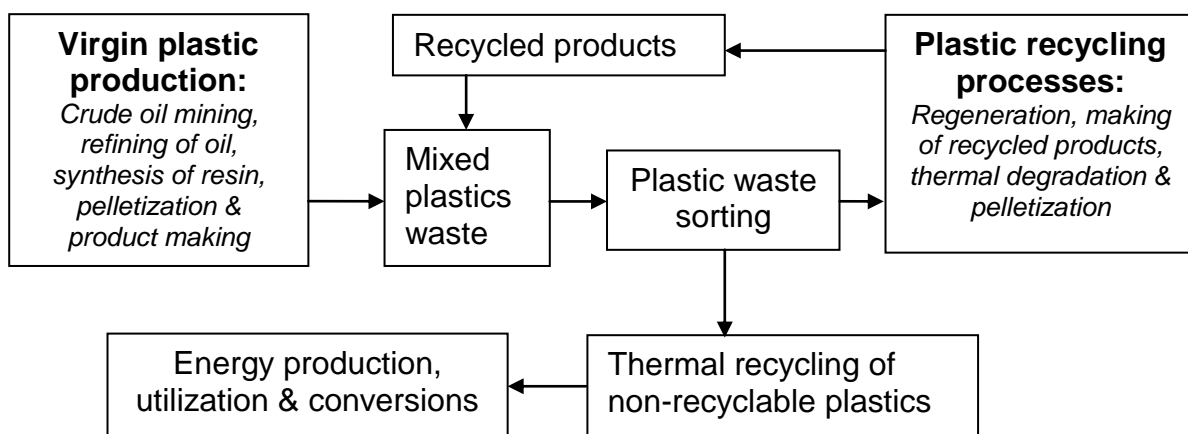 Virgin plastic
production:
Crude oil mining,
refining of oil,
synthesis of resin,
pelletization &
product making
Recycled products
Plastic recycling
processes:
Regeneration, making
of recycled products,
thermal degradation &
pelletization
Mixed
plastics
waste
Plastic waste
sorting
Energy production,
utilization & conversions
Thermal recycling of
non-recyclable plastics